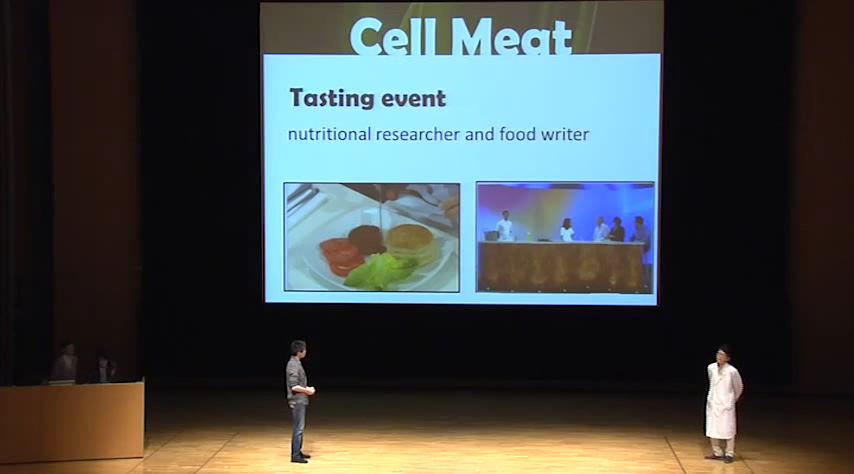 Cell Meat
Tasting event
nutritional researcher and food writer